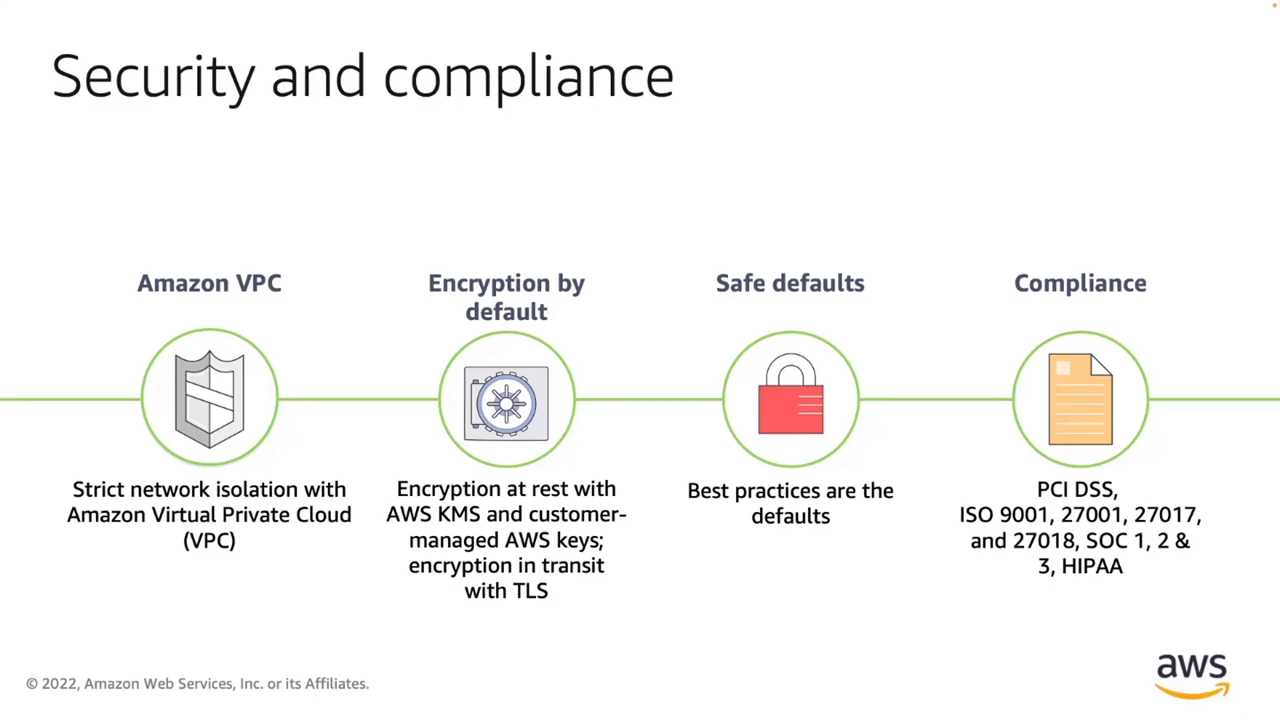 Security and compliance
Amazon VPC
Strict network isolation with
Amazon Virtual Private Cloud
(VPC)
Encryption by
default
Encryption at rest with
AWS KMS and customer-
managed AWS keys;
encryption in transit
with TLS
Safe defaults
Best practices are the
defaults
Compliance
PCI DSS,
ISO 9001, 27001, 27017,
and 27018, SOC 1, 2 &
3, HIPAA
© 2022, Amazon Web Services, Inc. or its Affiliates.
aws